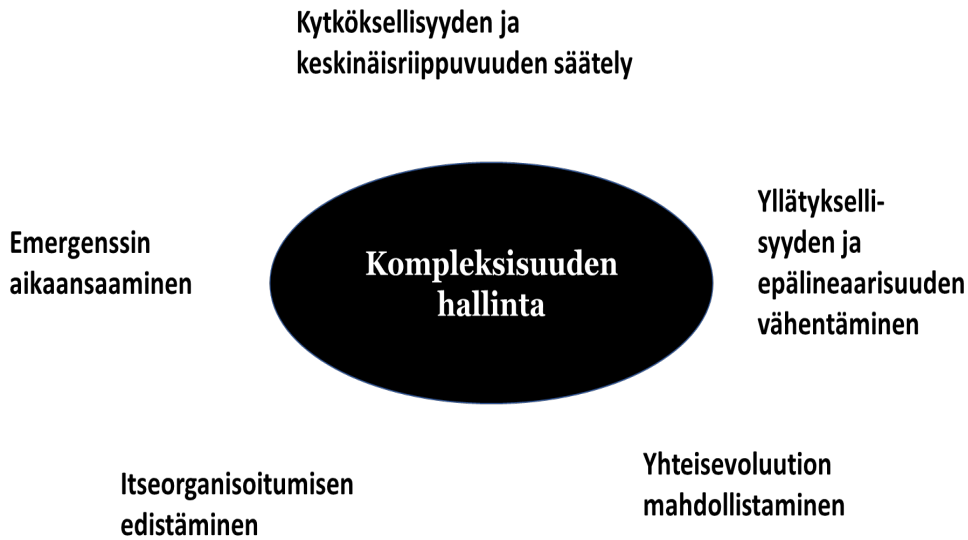 Kytköksellisyyden ja
keskinäisriippuvuuden säätely
Yllätykselli-
syyden ja
epälineaarisuuden
vähentäminen
Emergenssin
aikaansaaminen
Kompleksisuuden
hallinta
Yhteisevoluution
mahdollistaminen
Itseorganisoitumisen
edistäminen